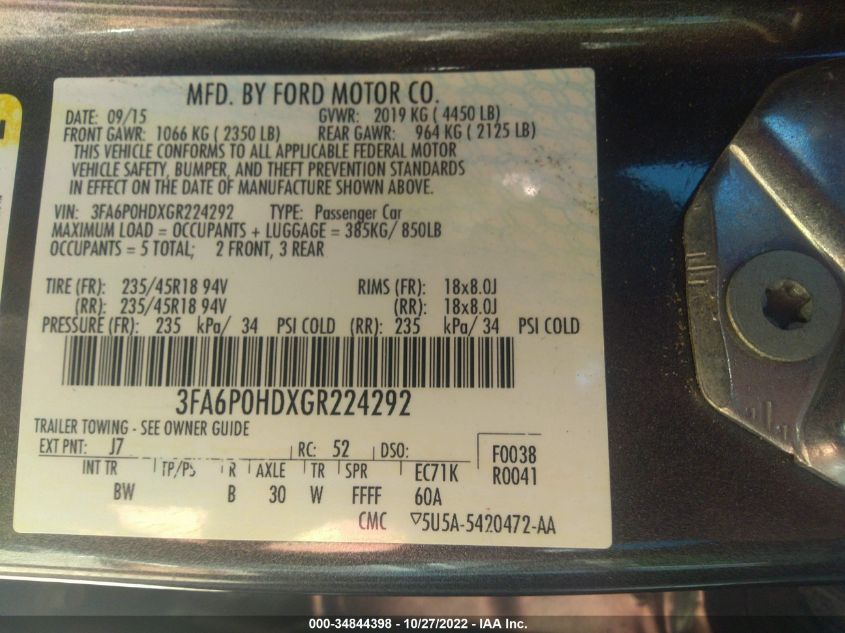 MFD. BY FORD MOTOR CO.
DATE: 09/15 GVWR: 2019 KG ( 4450 LB)
FRONT GAWR: 1066 KG ( 2350 LB) REAR GAWR: 964 KG ( 2125 LB)
THIS VEHICLE CONFORMS TO ALL APPLICABLE FEDERAL MOTOR
VEHICLE SAFETY, BUMPER, AND THEFT PREVENTION STANDARDS
IN EFFECT ON THE DATE OF MANUFACTURE SHOWN ABOVE.
VIN: 3FA6P0HDXGR224292 TYPE: Passenger Car
MAXIMUM LOAD = OCCUPANTS + LUGGAGE = 385KG/ 850LB
OCCUPANTS = 5 TOTAL; 2 FRONT, 3 REAR
TIRE (FR): 235/45R18 94V RIMS (FR): 18x8.0J
(RR): 235/45R18 94V (RR): 18x8.0J
PRESSURE (FR): 235 kPa/ 34 PSI COLD (RR): 235 kPa/ 34 PSI COLD
3FA6P0HDXGR224292
TRAILER TOWING - SEE OWNER GUIDE
EXT PNT: J7 RC: 52 DSO: F0038
INT TR TP/PS R AXLE TR SPR EC71K R0041
BW B 30 W FFFF 60A
CMC ▽5U5A-5420472-AA
000-34844398 | 10/27/2022 - IAA Inc.